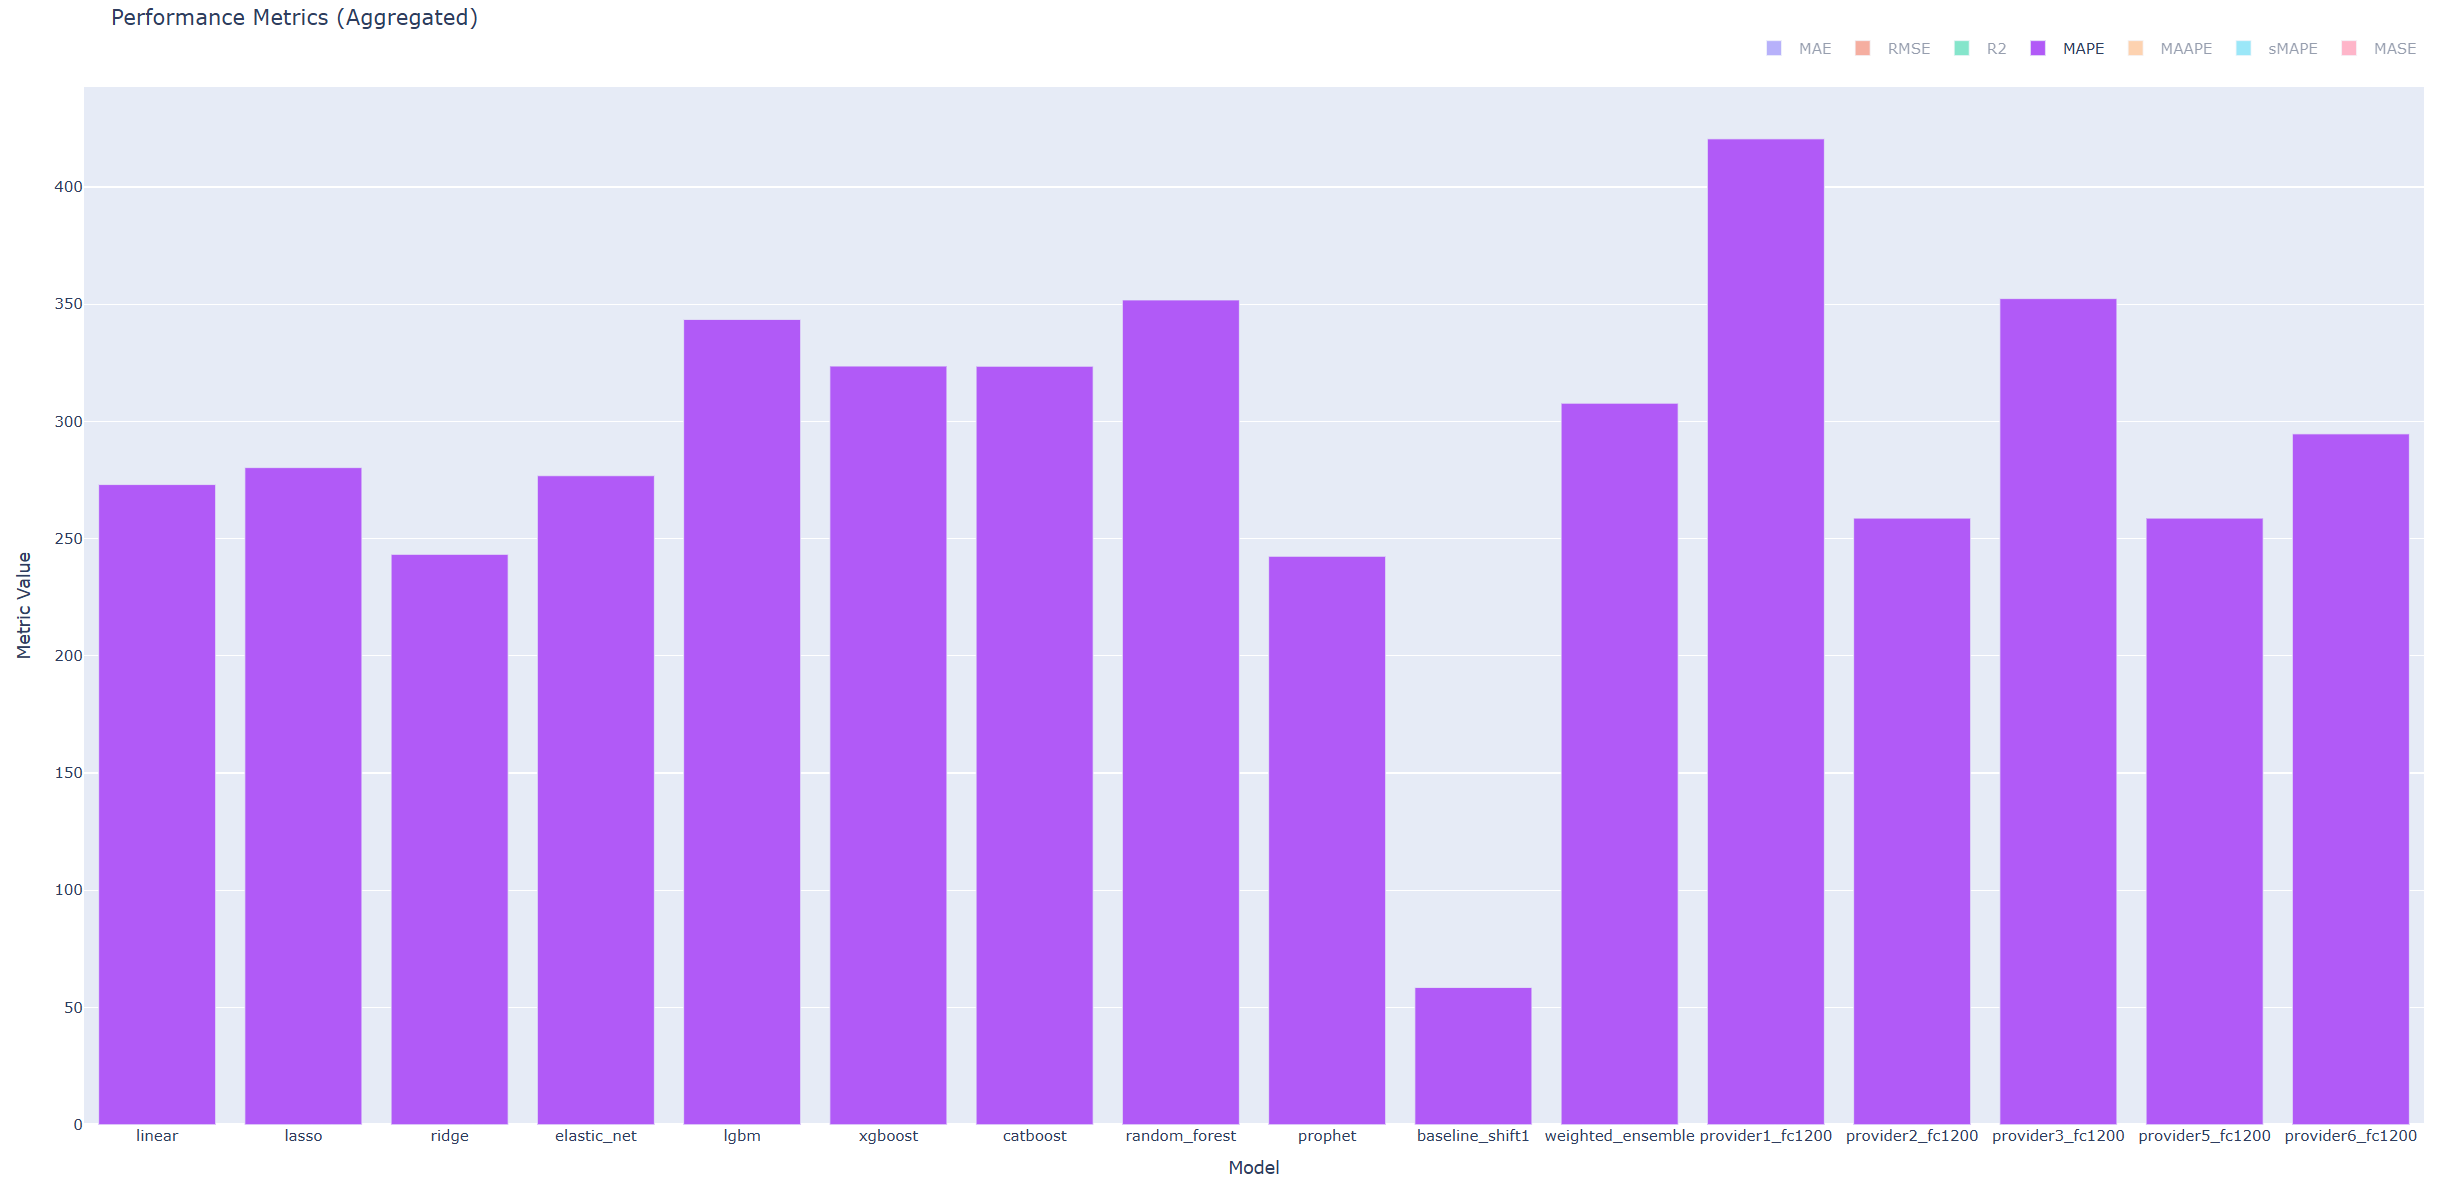 Performance Metrics (Aggregated)
MAE RMSE R2 MAPE MAAPE sMAPE MASE
400
350
300
250
200
150
100
50
0
Metric Value
linear lasso ridge elastic_net lgbm xgboost catboost random_forest prophet baseline_shift1 weighted_ensemble provider1_fc1200 provider2_fc1200 provider3_fc1200 provider5_fc1200 provider6_fc1200
Model